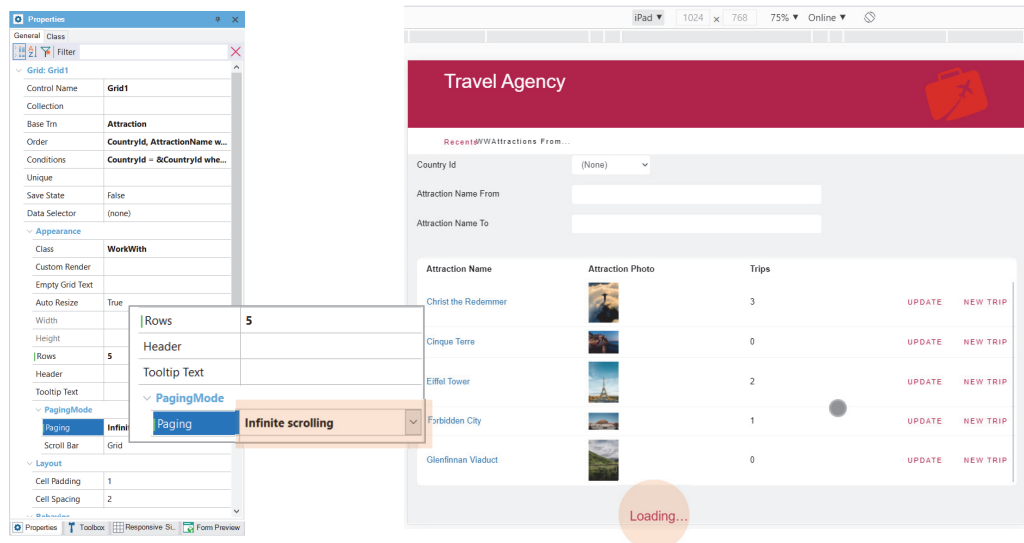 Properties
General Class
Filter
Grid: Grid1
Control Name Grid1
Collection
Base Trn Attraction
Order CountryId, AttractionName w...
Conditions CountryId = &CountryId whe...
Unique
Save State False
Data Selector (none)
Appearance
Class WorkWith
Custom Render
Empty Grid Text
Auto Resize True
Width
Height
Rows 5
Header
Tooltip Text
PagingMode
Paging
Scroll Bar Grid
Layout
Cell Padding 1
Cell Spacing 2
Behavior
Properties Toolbox Responsive Si... Form Preview
Rows 5
Header
Tooltip Text
PagingMode
Paging Infinite scrolling
iPad ▼ 1024 x 768 75% ▼ Online ▼
Travel Agency
Recents WWAttractions From...
Country Id (None)
Attraction Name From
Attraction Name To
Attraction Name Attraction Photo Trips
Christ the Redemmer 3 UPDATE NEW TRIP
Cinque Terre 0 UPDATE NEW TRIP
Eiffel Tower 2 UPDATE NEW TRIP
Forbidden City 1 UPDATE NEW TRIP
Glenfinnan Viaduct 0 UPDATE NEW TRIP
Loading...